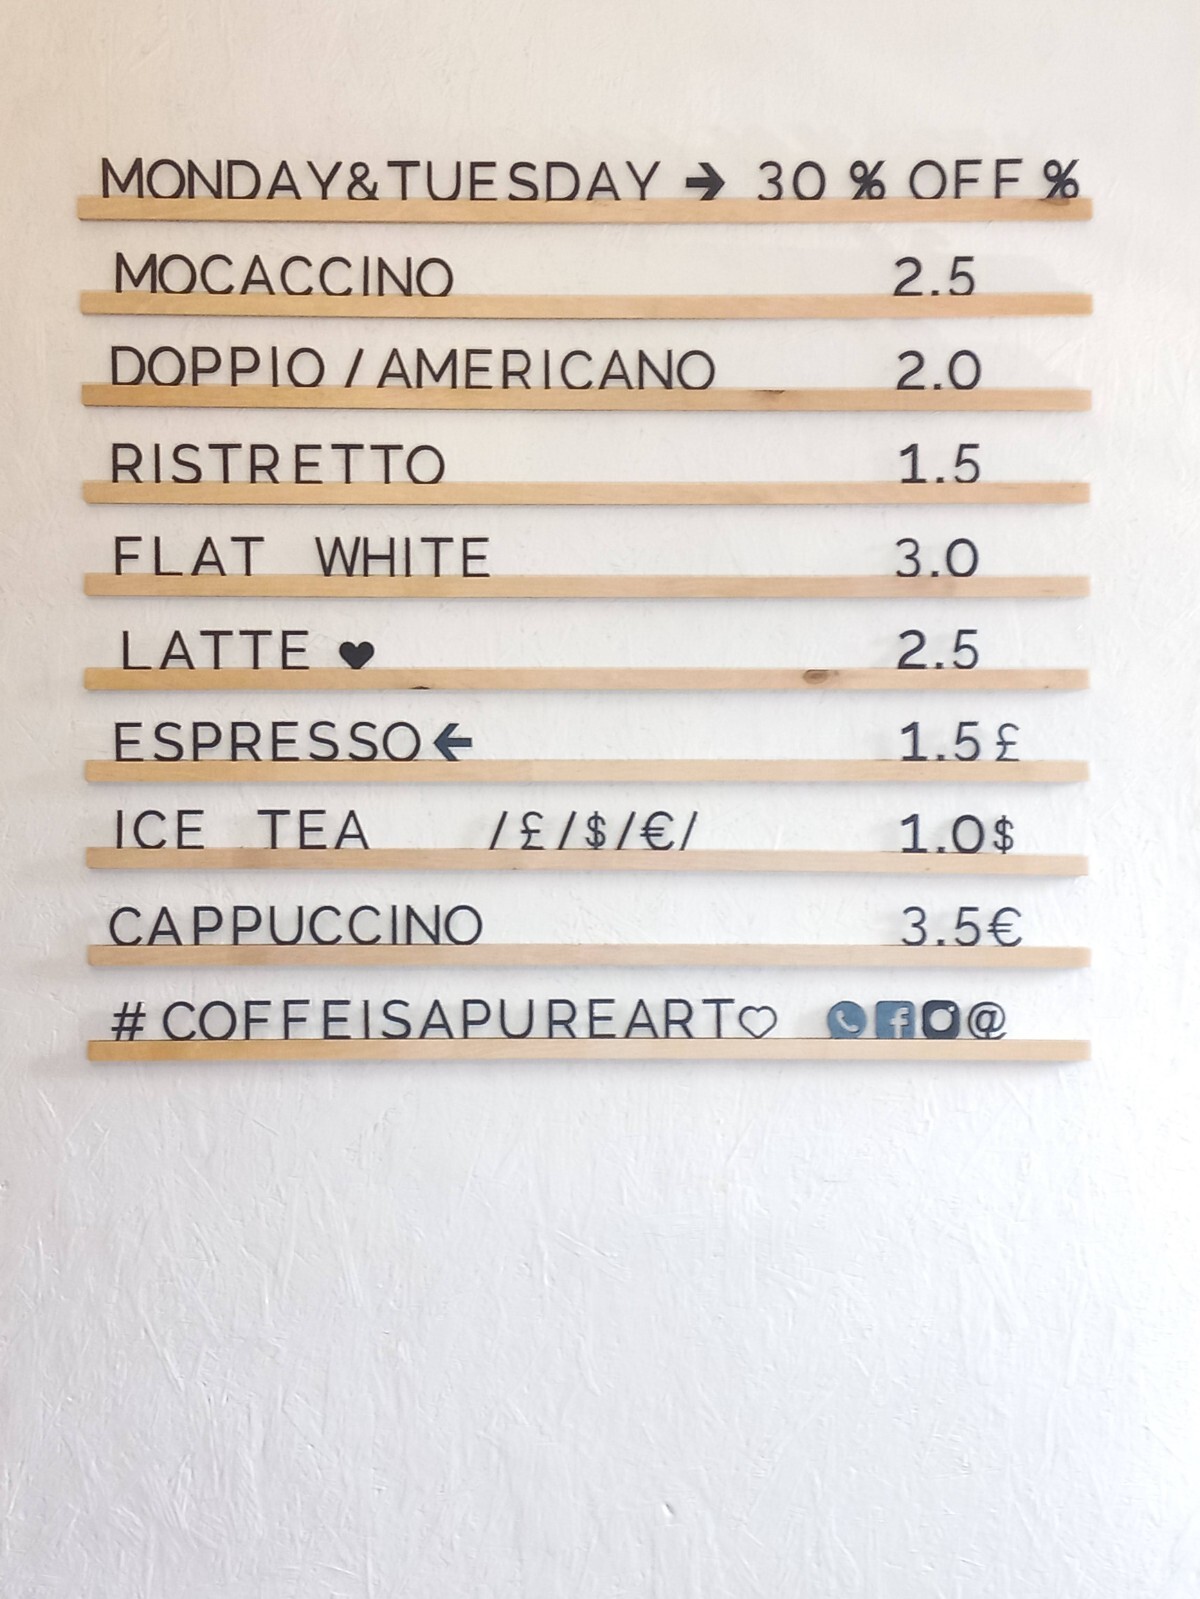 MONDAY&TUESDAY → 30 % OFF %
MOCACCINO 2.5
DOPPIO / AMERICANO 2.0
RISTRETTO 1.5
FLAT WHITE 3.0
LATTE ♥ 2.5
ESPRESSO ← 1.5 £
ICE TEA /£/$/€/ 1.0$
CAPPUCCINO 3.5€
# COFFEISAPUREART♡ @